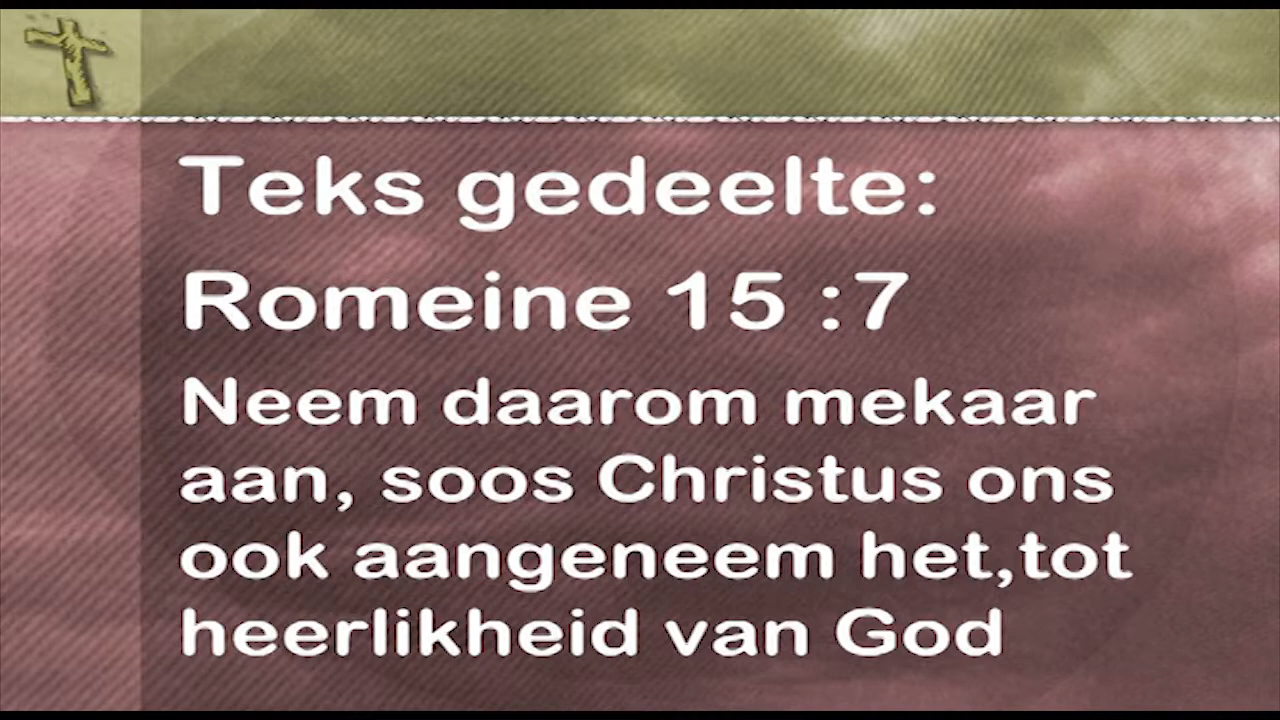 Teks gedeelte:
Romeine 15 :7
Neem daarom mekaar
aan, soos Christus ons
ook aangeneem het,tot
heerlikheid van God